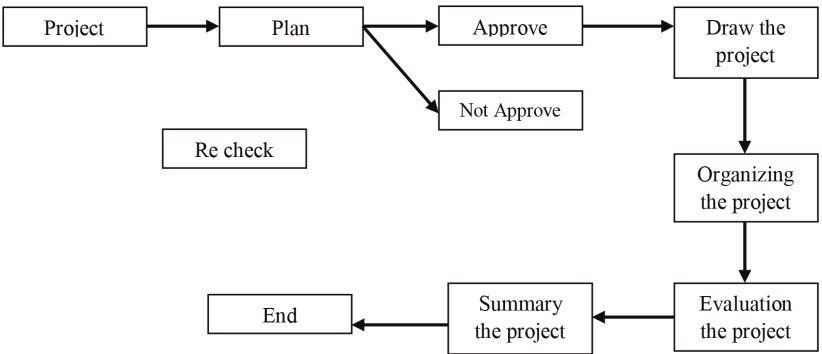 Project
Plan
Approve
Draw the
project
Not Approve
Re check
Organizing
the project
Evaluation
the project
Summary
the project
End